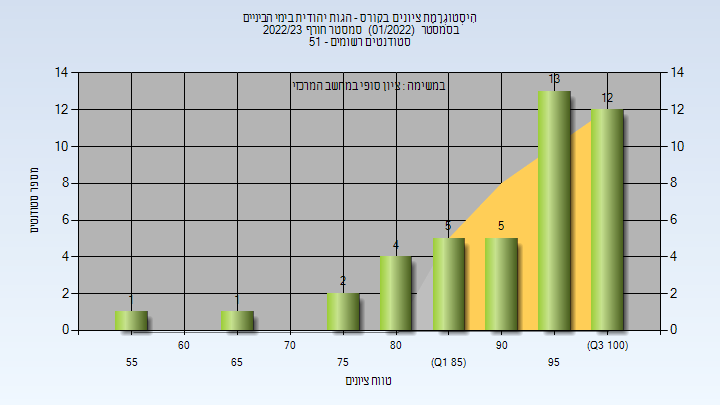 היסטוגרמת ציונים בקורס - הגות יהודית בימי הביניים
בסמסטר (01/2022) סמסטר חורף 2022/23
סטודנטים רשומים - 51
במשימה : ציון סופי במחשב המרכזי
14 14
12 12
10 10
8 8
6 6
4 4
2 2
0 0
1 1 2 4 5 5 13 12
מספר סטודנטים
60 70 80 90 (Q3 100)
55 65 75 (Q1 85) 95
טווח ציונים